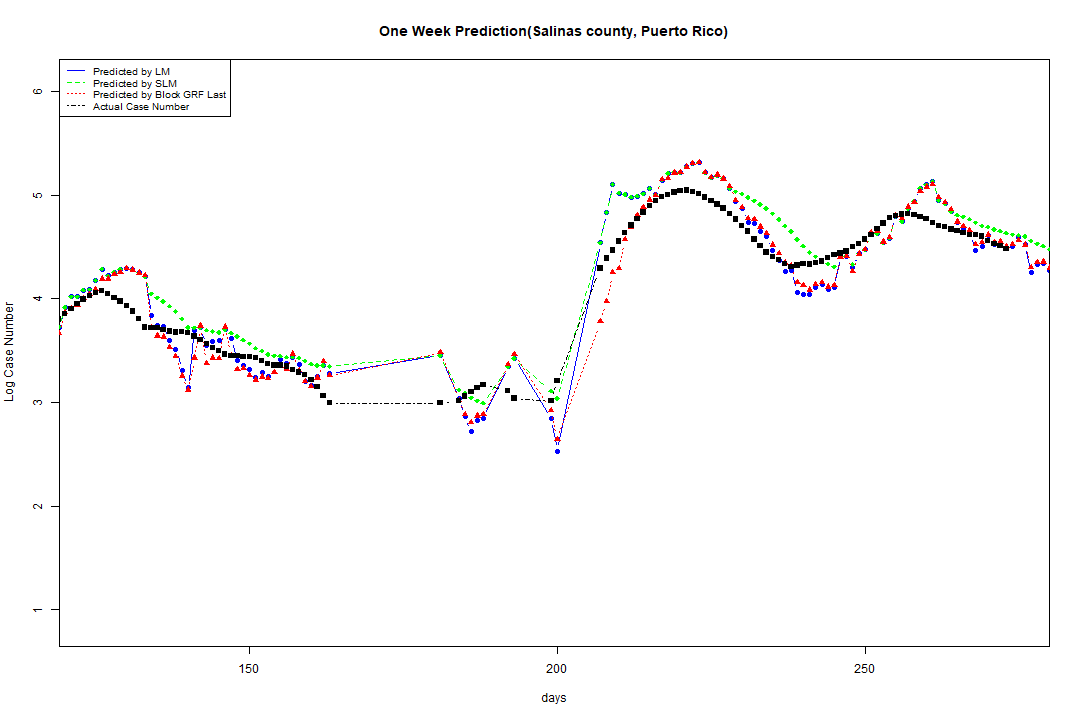 One Week Prediction(Salinas county, Puerto Rico)
Predicted by LM
Predicted by SLM
Predicted by Block GRF Last
Actual Case Number
6
5
4
3
2
1
Log Case Number
150
200
250
days